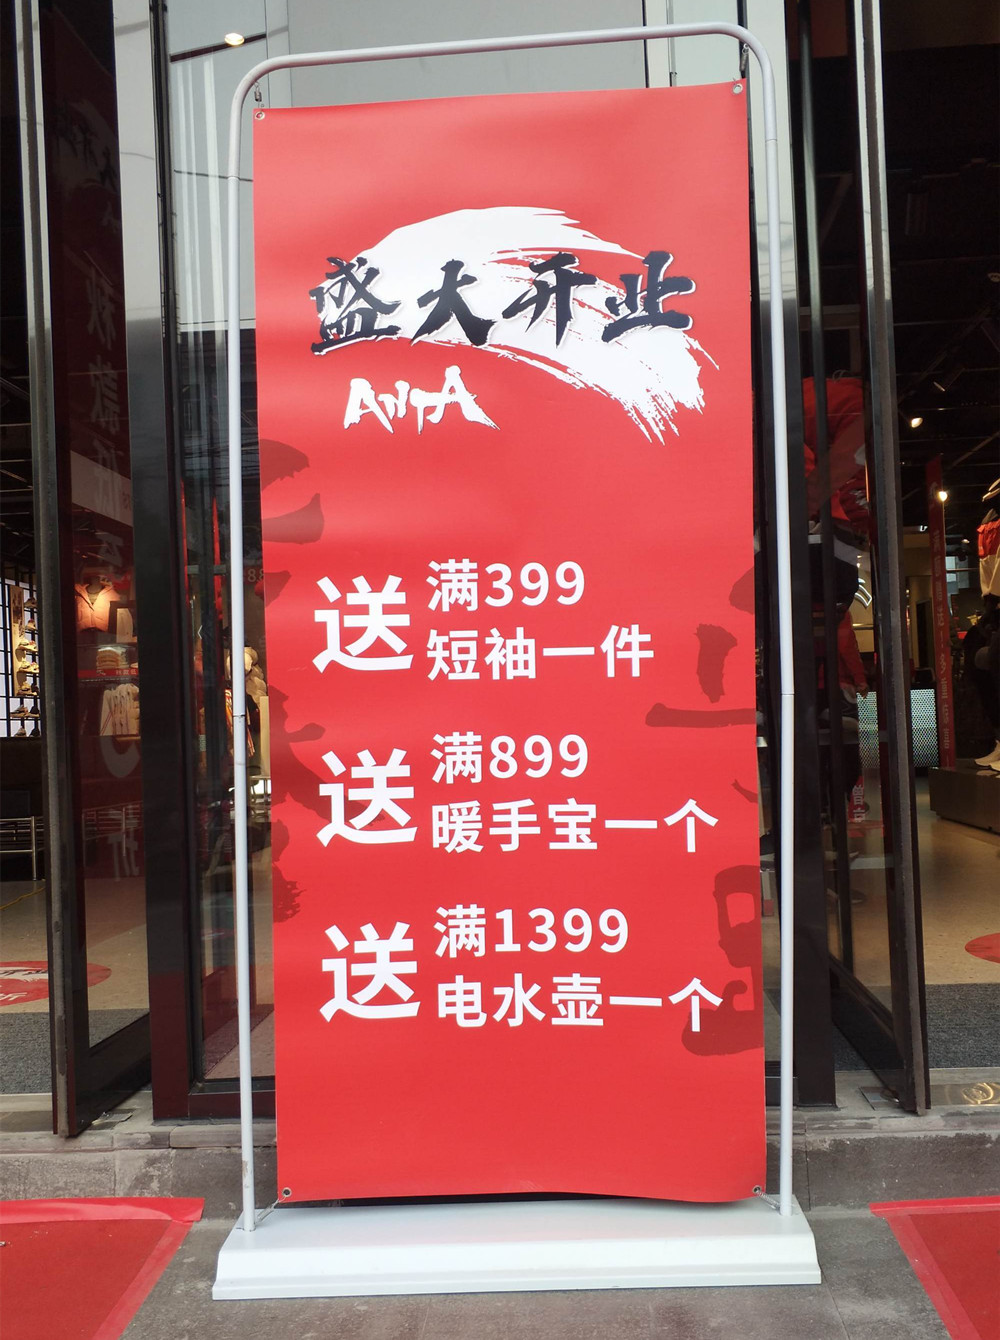 盛大开业
ANTA
送 满399
短袖一件
送 满899
暖手宝一个
送 满1399
电水壶一个